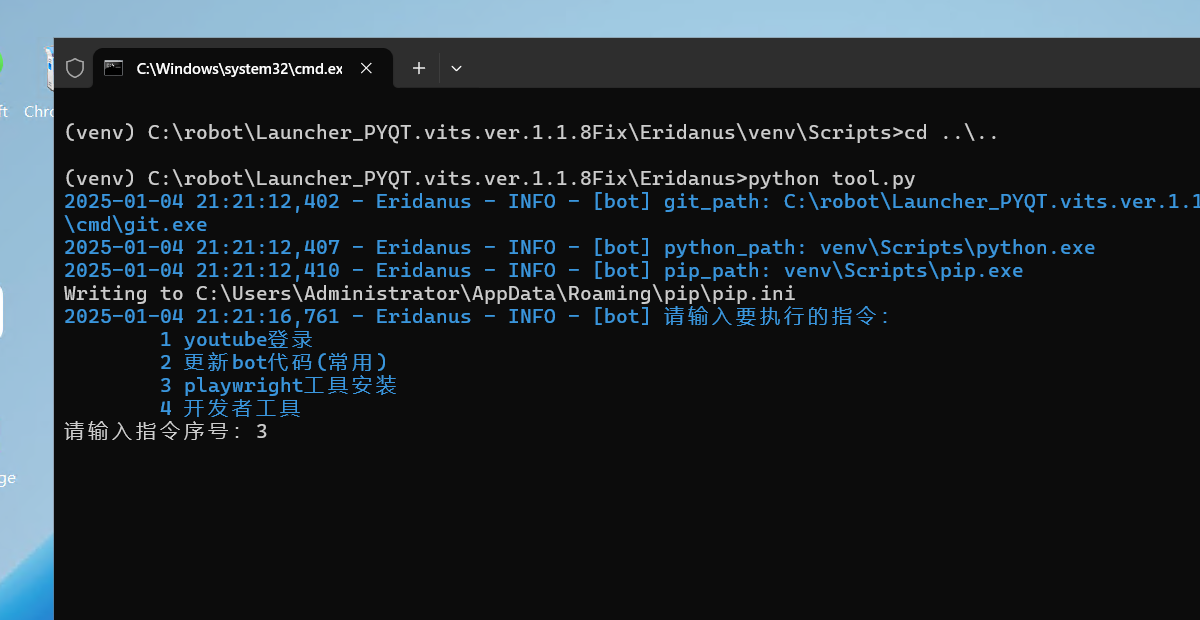 C:\Windows\system32\cmd.ex
(venv) C:\robot\Launcher_PYQT.vits.ver.1.1.8Fix\Eridanus\venv\Scripts>cd ..\..
(venv) C:\robot\Launcher_PYQT.vits.ver.1.1.8Fix\Eridanus>python tool.py
2025-01-04 21:21:12,402 - Eridanus - INFO - [bot] git_path: C:\robot\Launcher_PYQT.vits.ver.1.1
\cmd\git.exe
2025-01-04 21:21:12,407 - Eridanus - INFO - [bot] python_path: venv\Scripts\python.exe
2025-01-04 21:21:12,410 - Eridanus - INFO - [bot] pip_path: venv\Scripts\pip.exe
Writing to C:\Users\Administrator\AppData\Roaming\pip\pip.ini
2025-01-04 21:21:16,761 - Eridanus - INFO - [bot] 请输入要执行的指令:
1 youtube登录
2 更新bot代码(常用)
3 playwright工具安装
4 开发者工具
请输入指令序号: 3
ft
Chro
ge